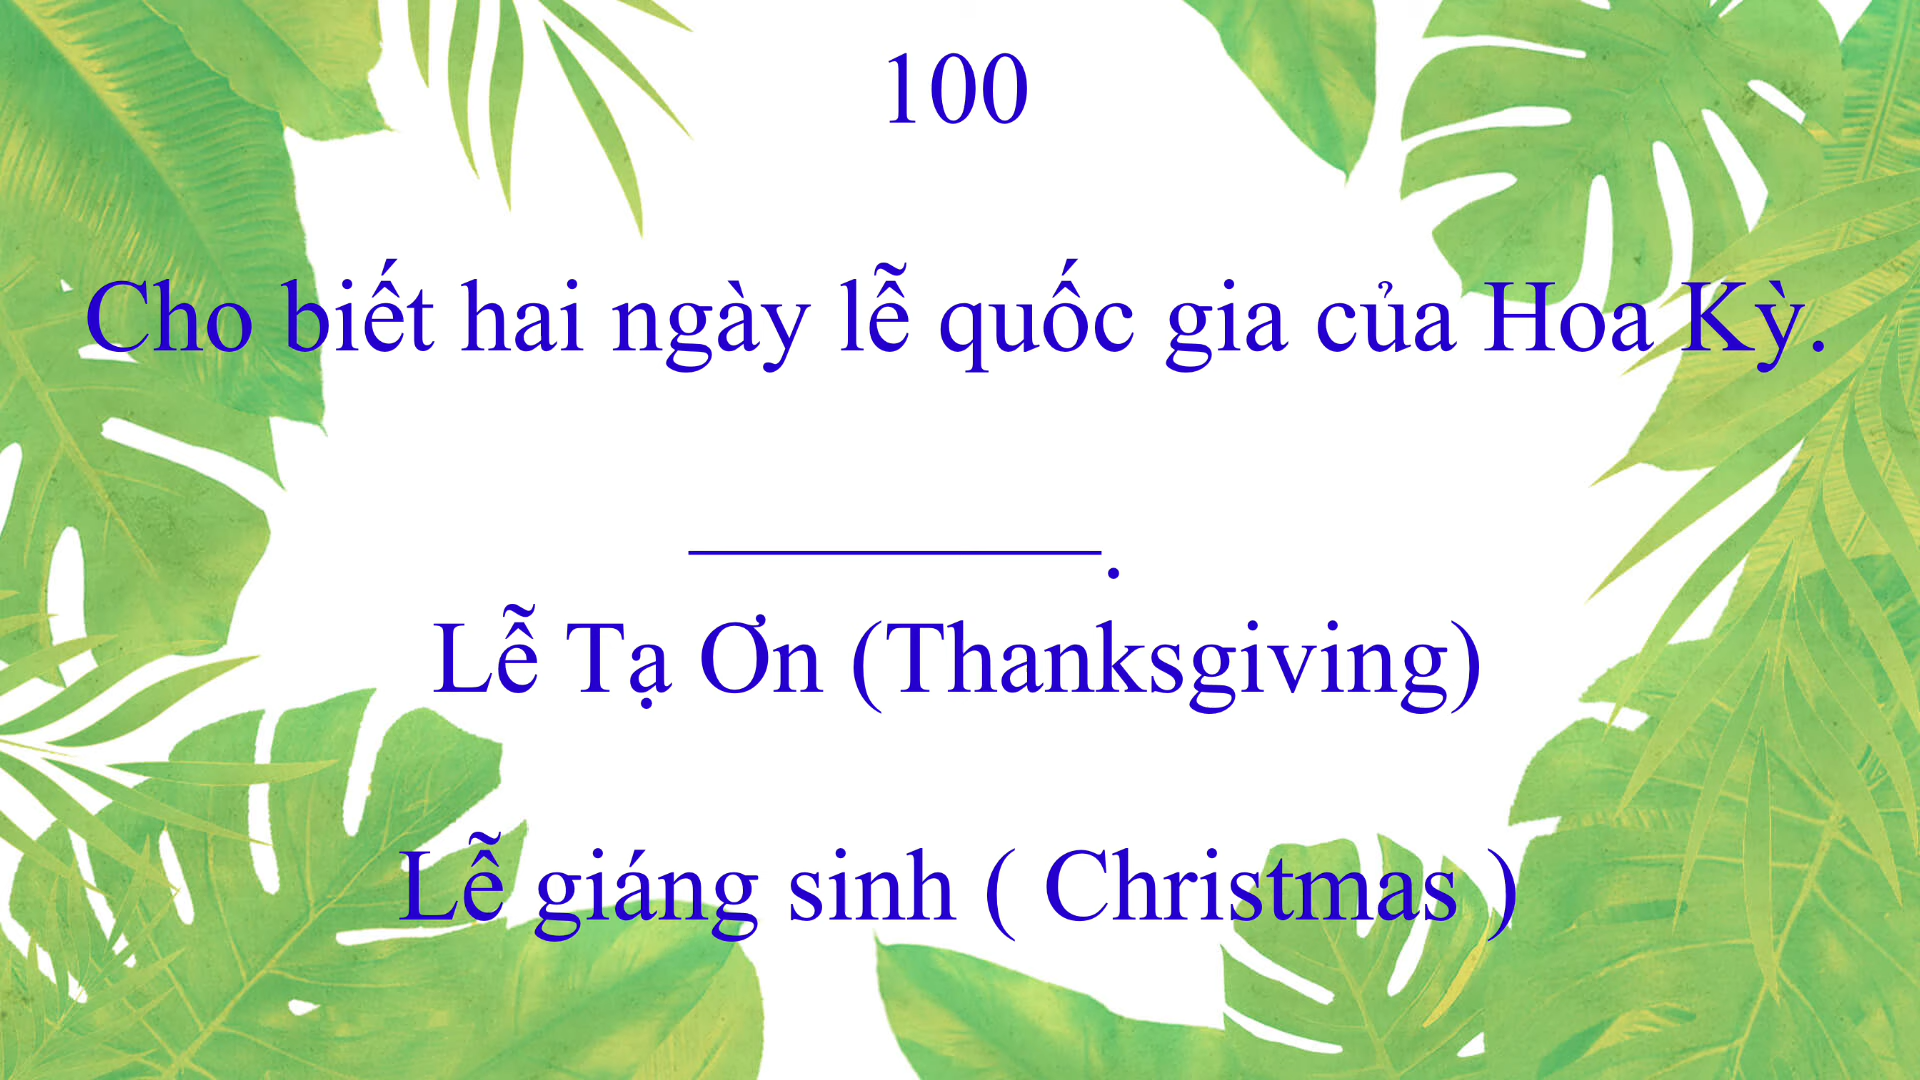 100
Cho biết hai ngày lễ quốc gia của Hoa Kỳ.
__________.
Lễ Tạ Ơn (Thanksgiving)
Lễ giáng sinh ( Christmas )